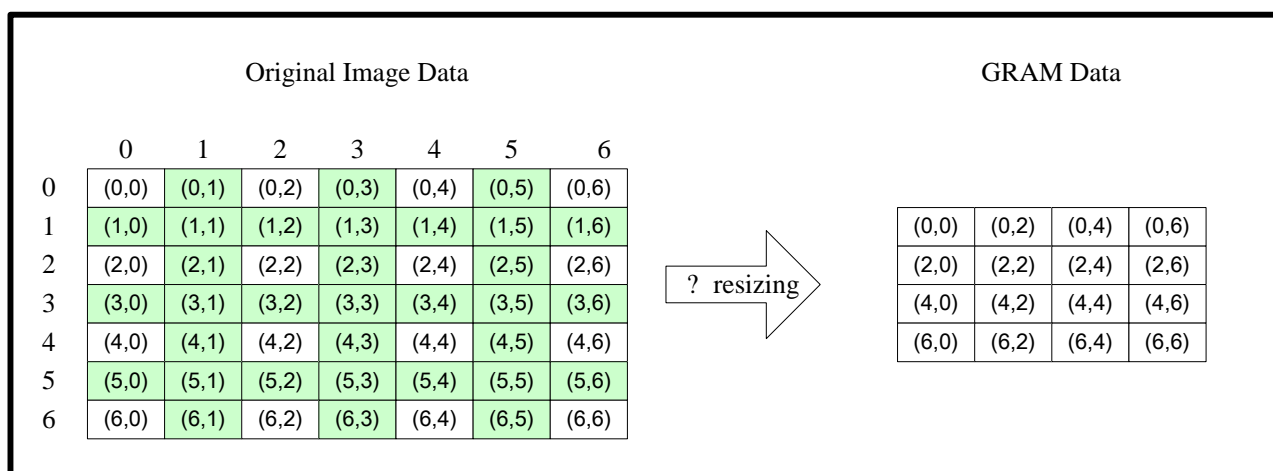 Original Image Data
GRAM Data
0 1 2 3 4 5 6
0 (0,0) (0,1) (0,2) (0,3) (0,4) (0,5) (0,6)
1 (1,0) (1,1) (1,2) (1,3) (1,4) (1,5) (1,6)
2 (2,0) (2,1) (2,2) (2,3) (2,4) (2,5) (2,6)
3 (3,0) (3,1) (3,2) (3,3) (3,4) (3,5) (3,6)
4 (4,0) (4,1) (4,2) (4,3) (4,4) (4,5) (4,6)
5 (5,0) (5,1) (5,2) (5,3) (5,4) (5,5) (5,6)
6 (6,0) (6,1) (6,2) (6,3) (6,4) (6,5) (6,6)
? resizing
(0,0) (0,2) (0,4) (0,6)
(2,0) (2,2) (2,4) (2,6)
(4,0) (4,2) (4,4) (4,6)
(6,0) (6,2) (6,4) (6,6)